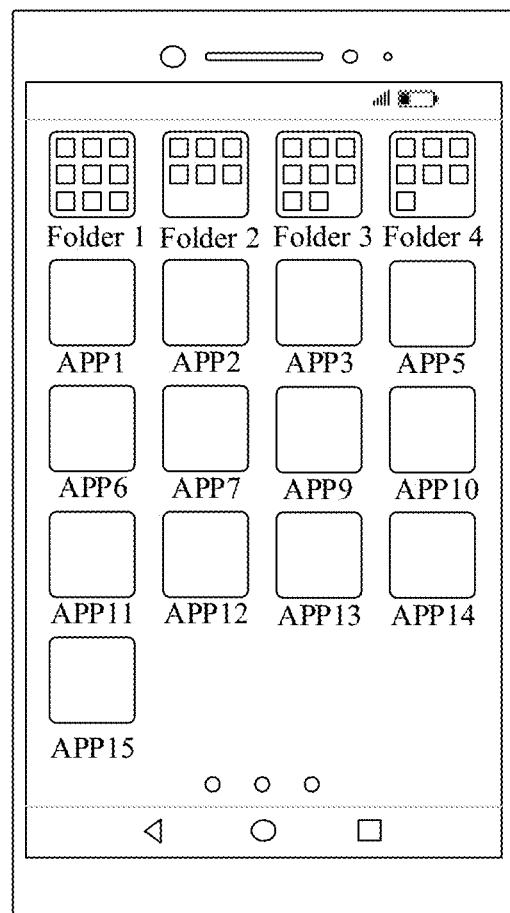 Folder 1 Folder 2 Folder 3 Folder 4
APP1 APP2 APP3 APP5
APP6 APP7 APP9 APP10
APP11 APP12 APP13 APP14
APP15